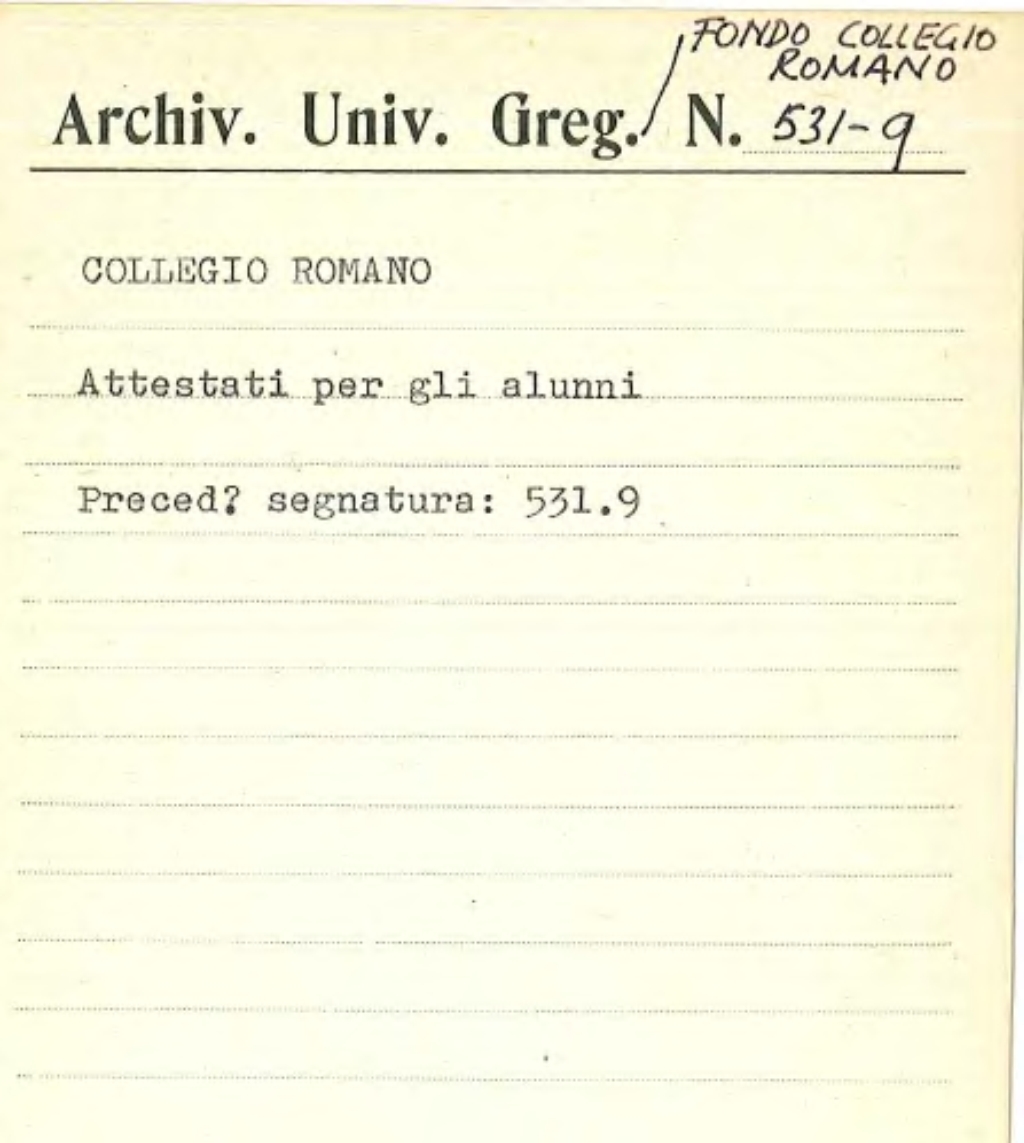 FONDO COLLEGIO
ROMANO
Archiv. Univ. Greg./ N. 531-9
COLLEGIO ROMANO
Attestati per gli alunni
Preced? segnatura: 531.9